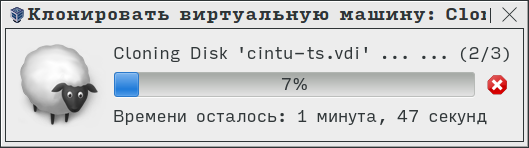 Клонировать виртуальную машину: Clon
Cloning Disk 'cintu-ts.vdi' ... ... (2/3)
7%
Времени осталось: 1 минута, 47 секунд